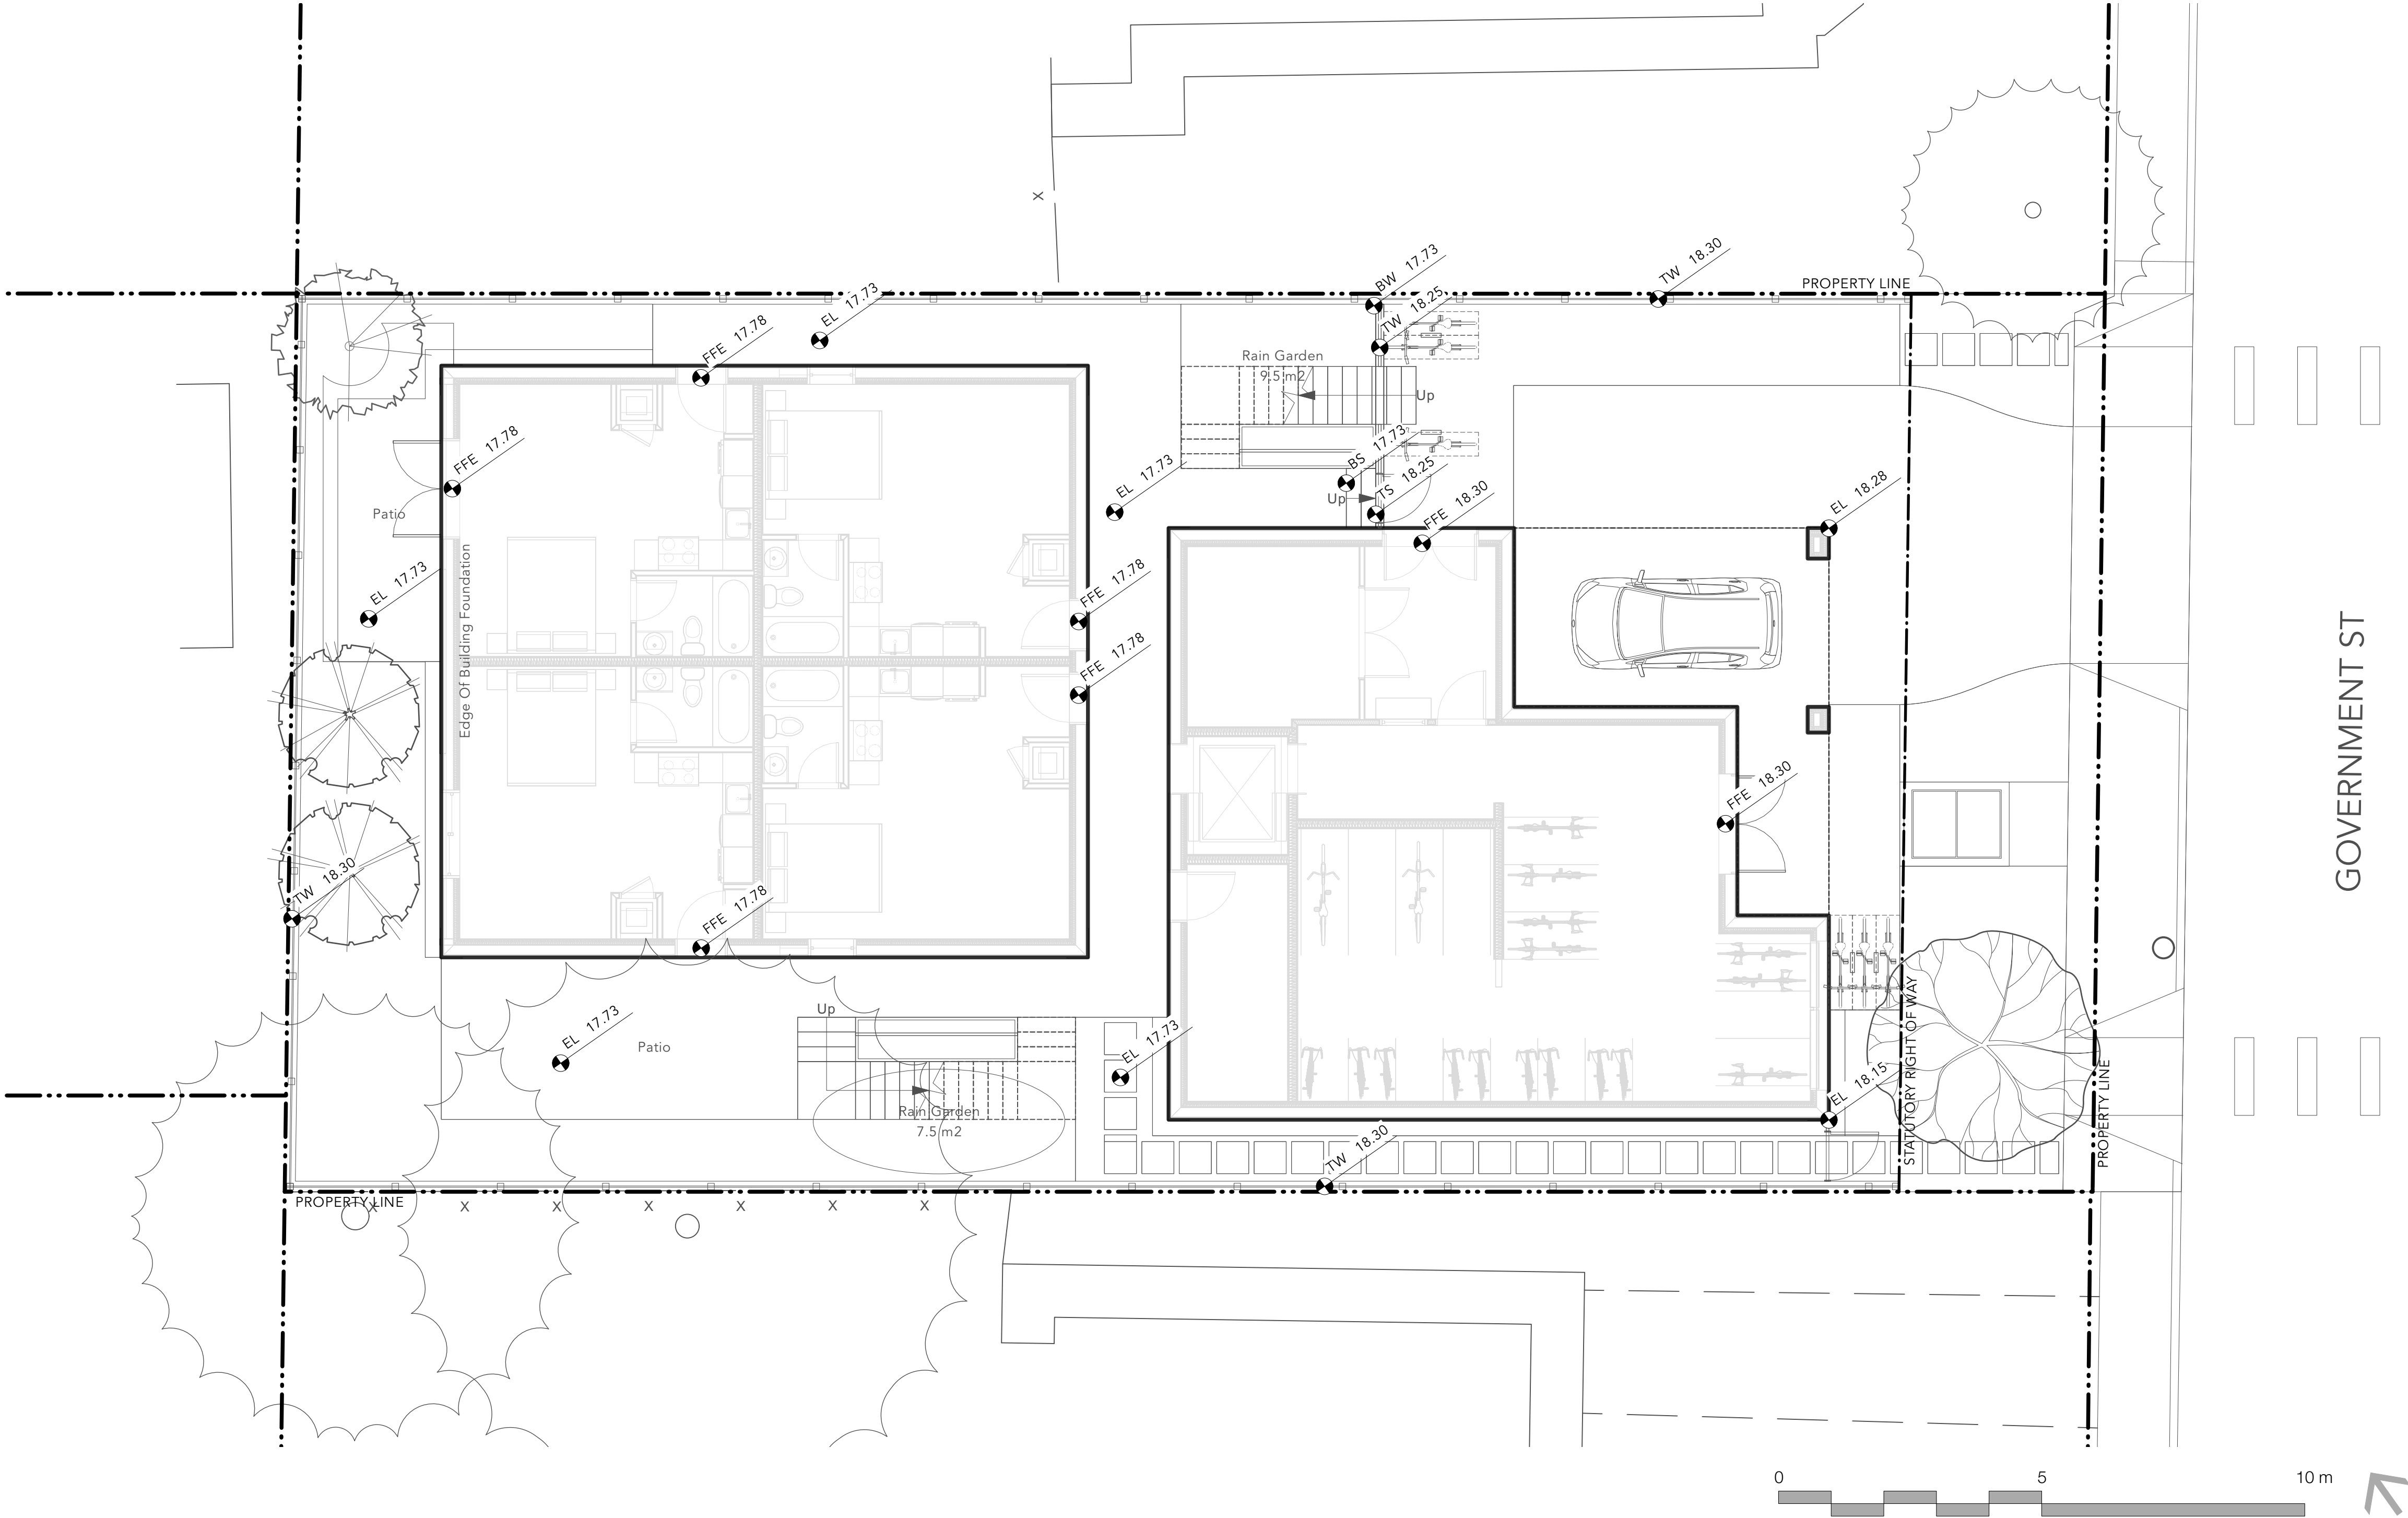 X
BW 17.73
TW 18.30
PROPERTY LINE
EL 17.73
TW 18.25
FFE 17.78
Rain Garden
9.5 m2
Up
FFE 17.78
BS 17.73
EL 17.73
TS 18.25
Up
FFE 18.30
EL 18.28
Patio
EL 17.73
Edge Of Building Foundation
FFE 17.78
FFE 17.78
GOVERNMENT ST
FFE 18.30
TW 18.30
FFE 17.78
EL 17.73
Patio
Up
EL 17.73
Rain Garden
7.5 m2
EL 18.15
STATUTORY RIGHT OF WAY
PROPERTY LINE
TW 18.30
PROPERTY LINE
X X X X X X X
0 5 10 m